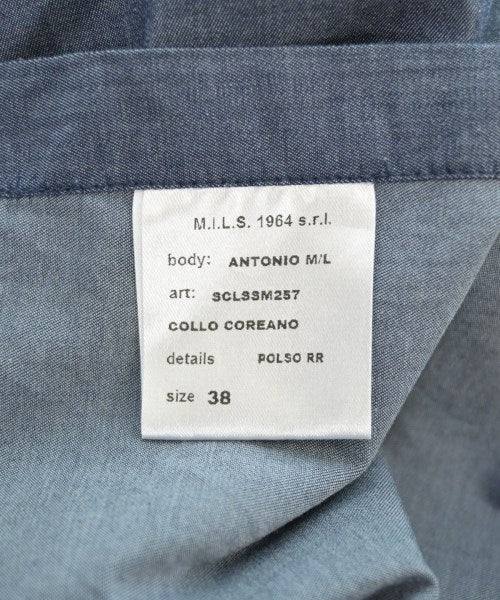 M.I.L.S. 1964 s.r.l.
body: ANTONIO M/L
art: SCLSSM257
COLLO COREANO
details POLSO RR
size 38